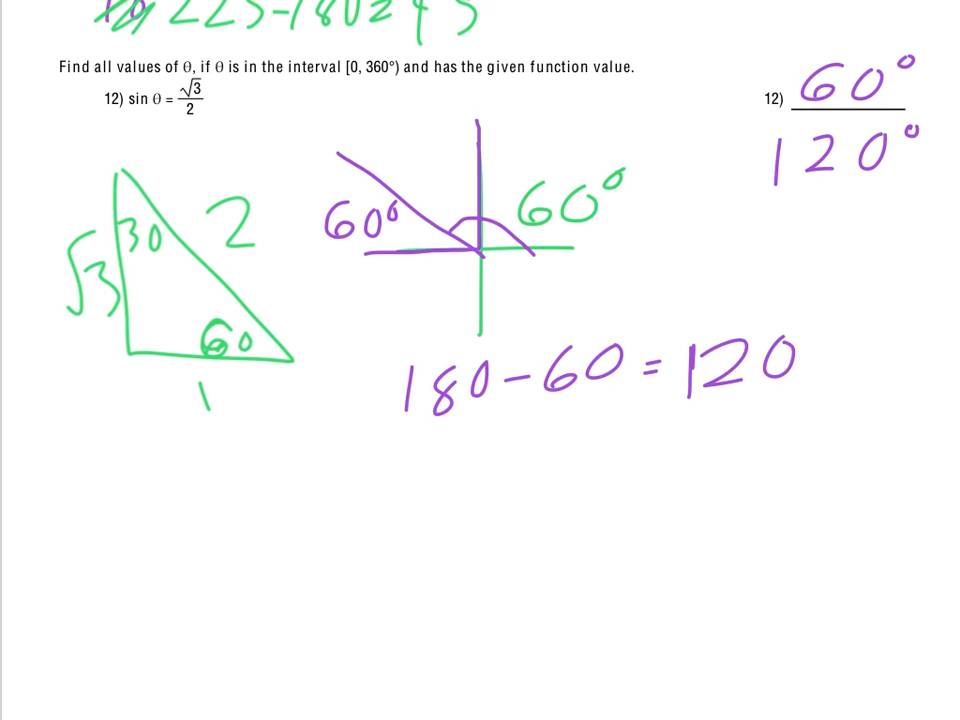 225-180=45
Find all values of θ, if θ is in the interval [0, 360°) and has the given function value.
12) sin θ = √3/2
12) 60°
120°
√3 30 2
60
1
60° 60°
180-60=120